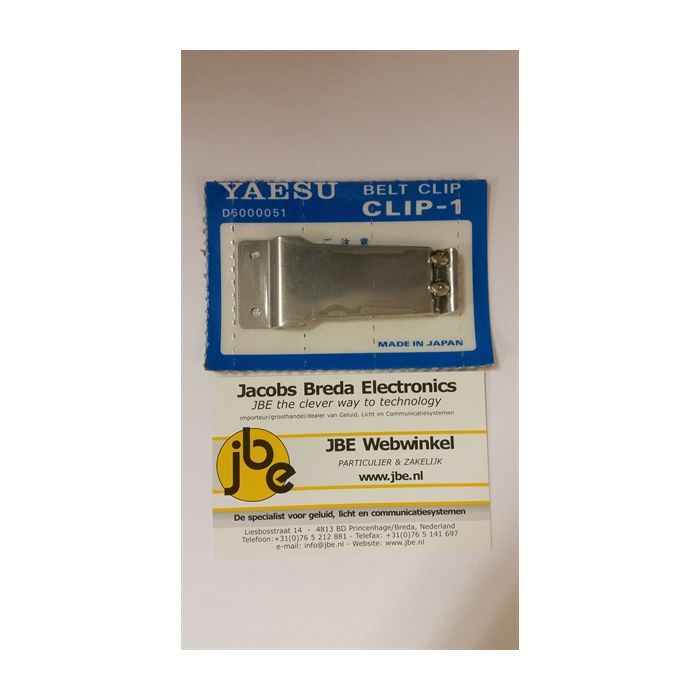 YAESU BELT CLIP
D6000051 CLIP-1
ご注意
MADE IN JAPAN
Jacobs Breda Electronics
JBE the clever way to technology
importeur/groothandel/dealer van Geluid, Licht en Communicatiesystemen
jbe
JBE Webwinkel
PARTICULIER & ZAKELIJK
www.jbe.nl
De specialist voor geluid, licht en communicatiesystemen
Liesbosstraat 14 - 4813 BD Princenhage/Breda, Nederland
Telefoon:+31(0)76 5 212 881 - Telefax: +31(0)76 5 141 697
e-mail: info@jbe.nl - Website: www.jbe.nl